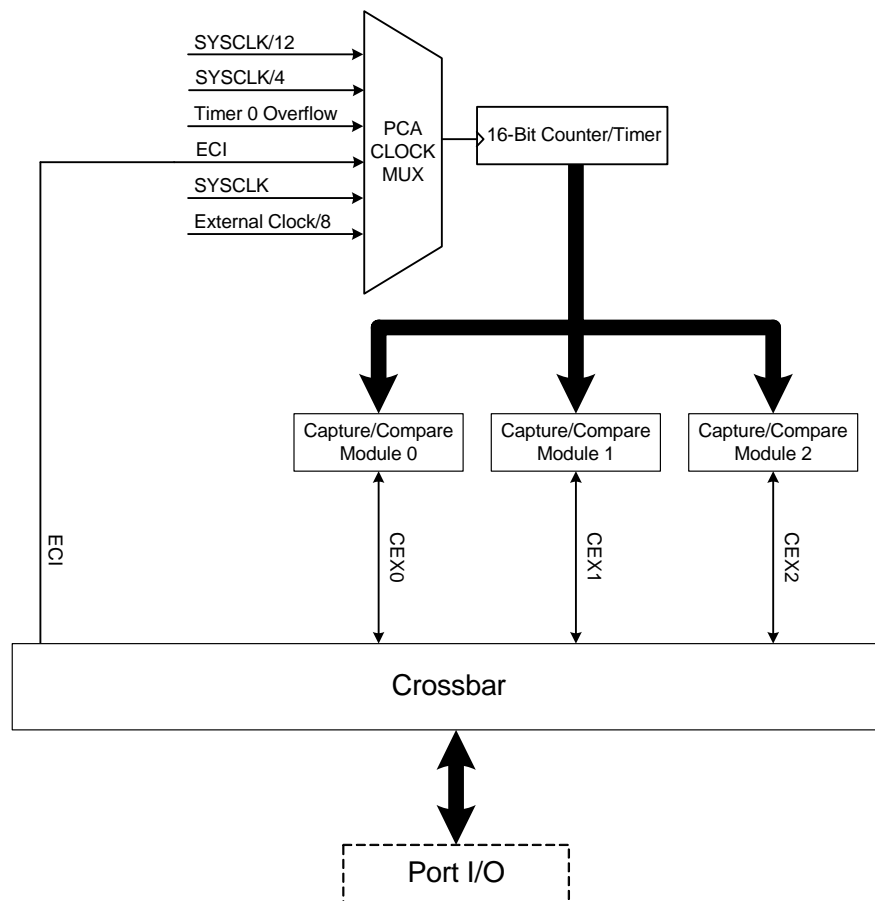 SYSCLK/12
SYSCLK/4
Timer 0 Overflow
ECI
SYSCLK
External Clock/8
PCA
CLOCK
MUX
16-Bit Counter/Timer
Capture/Compare
Module 0
Capture/Compare
Module 1
Capture/Compare
Module 2
ECI
CEX0
CEX1
CEX2
Crossbar
Port I/O